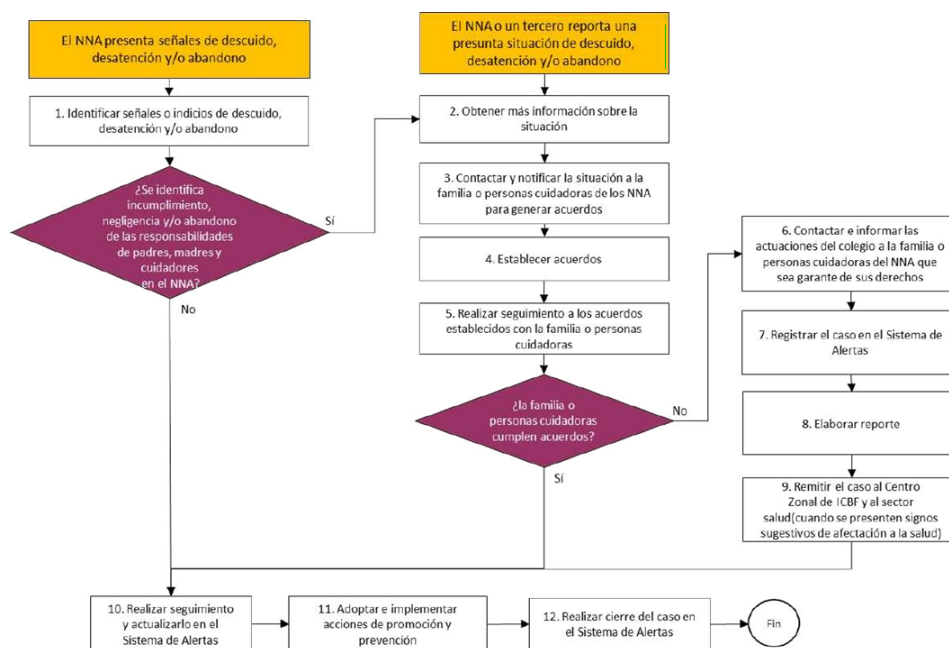 El NNA presenta señales de descuido,
desatención y/o abandono
1. Identificar señales o indicios de descuido,
desatención y/o abandono
¿Se identifica
incumplimiento,
negligencia y/o abandono
de las responsabilidades
de padres, madres y
cuidadores
en el NNA?
Sí
No
El NNA o un tercero reporta una
presunta situación de descuido,
desatención y/o abandono
2. Obtener más información sobre la
situación
3. Contactar y notificar la situación a la
familia o personas cuidadoras de los NNA
para generar acuerdos
4. Establecer acuerdos
5. Realizar seguimiento a los acuerdos
establecidos con la familia o personas
cuidadoras
¿la familia o
personas cuidadoras
cumplen acuerdos?
No
Sí
6. Contactar e informar las
actuaciones del colegio a la familia o
personas cuidadoras del NNA que
sea garante de sus derechos
7. Registrar el caso en el Sistema de
Alertas
8. Elaborar reporte
9. Remitir el caso al Centro
Zonal de ICBF y al sector
salud(cuando se presenten signos
sugestivos de afectación a la salud)
10. Realizar seguimiento
y actualizarlo en el
Sistema de Alertas
11. Adoptar e implementar
acciones de promoción y
prevención
12. Realizar cierre del caso en
el Sistema de Alertas
Fin